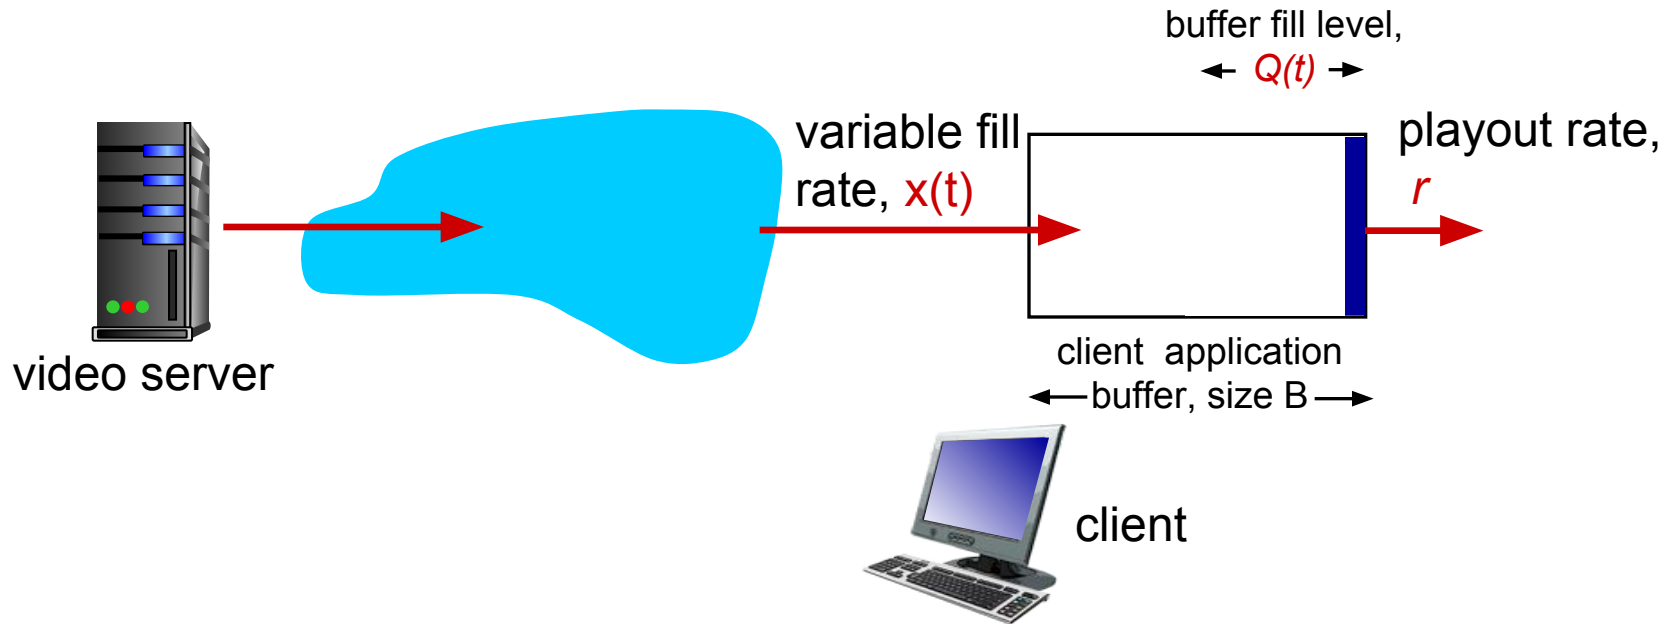 buffer fill level,
Q(t)
variable fill
rate, x(t)
playout rate,
r
video server
client application
buffer, size B
client